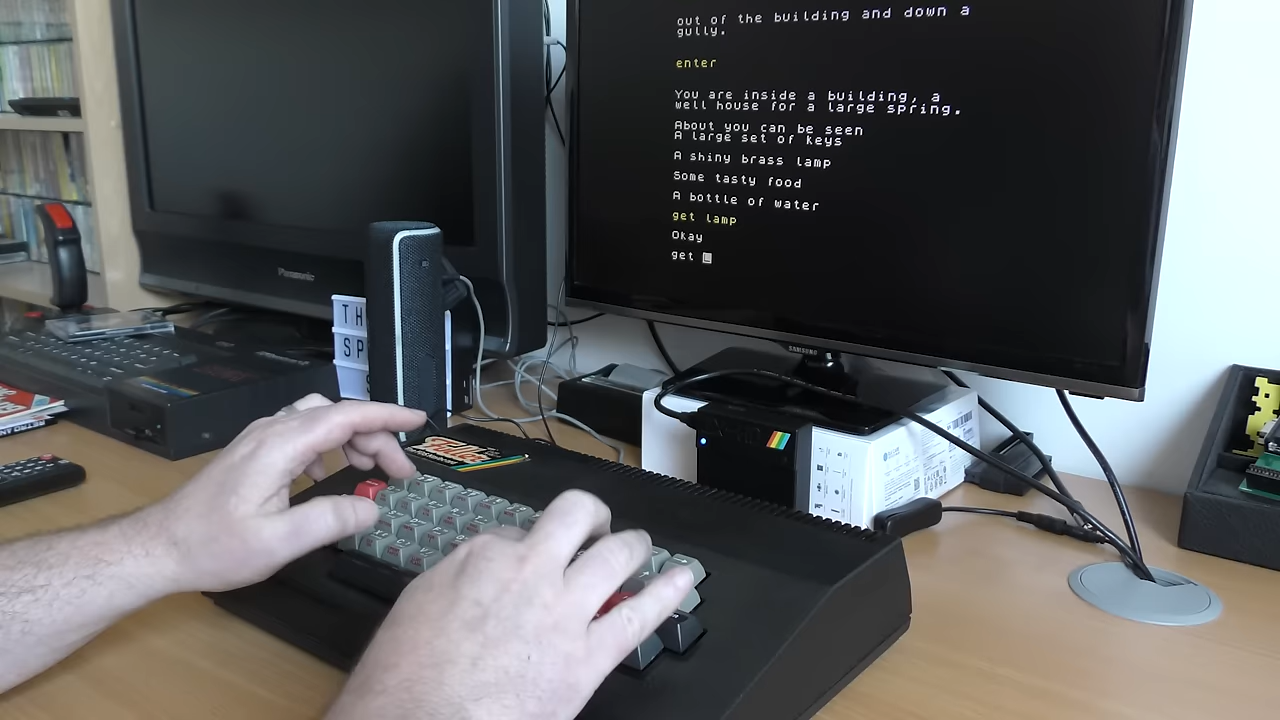 out of the building and down a
gully.
enter
You are inside a building, a
well house for a large spring.
About you can be seen
A large set of keys
A shiny brass lamp
Some tasty food
A bottle of water
get lamp
Okay
get L
Panasonic
SAMSUNG
TH
SP
S